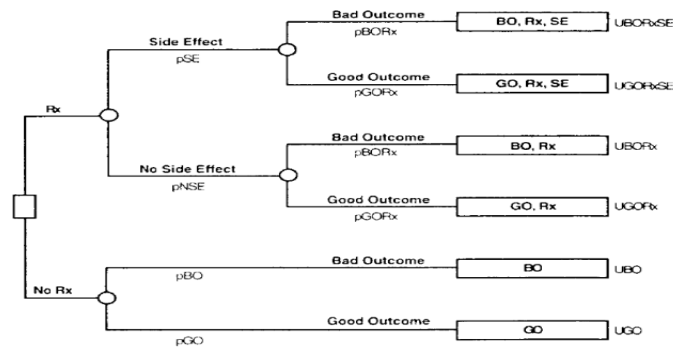 Bad Outcome
pBORx
BO, Rx, SE
UBORxSE
Side Effect
pSE
Good Outcome
pGORx
GO, Rx, SE
UGORxSE
Rx
Bad Outcome
pBORx
BO, Rx
UBORx
No Side Effect
pNSE
Good Outcome
pGORx
GO, Rx
UGORx
No Rx
Bad Outcome
pBO
BO
UBO
Good Outcome
pGO
GO
UGO